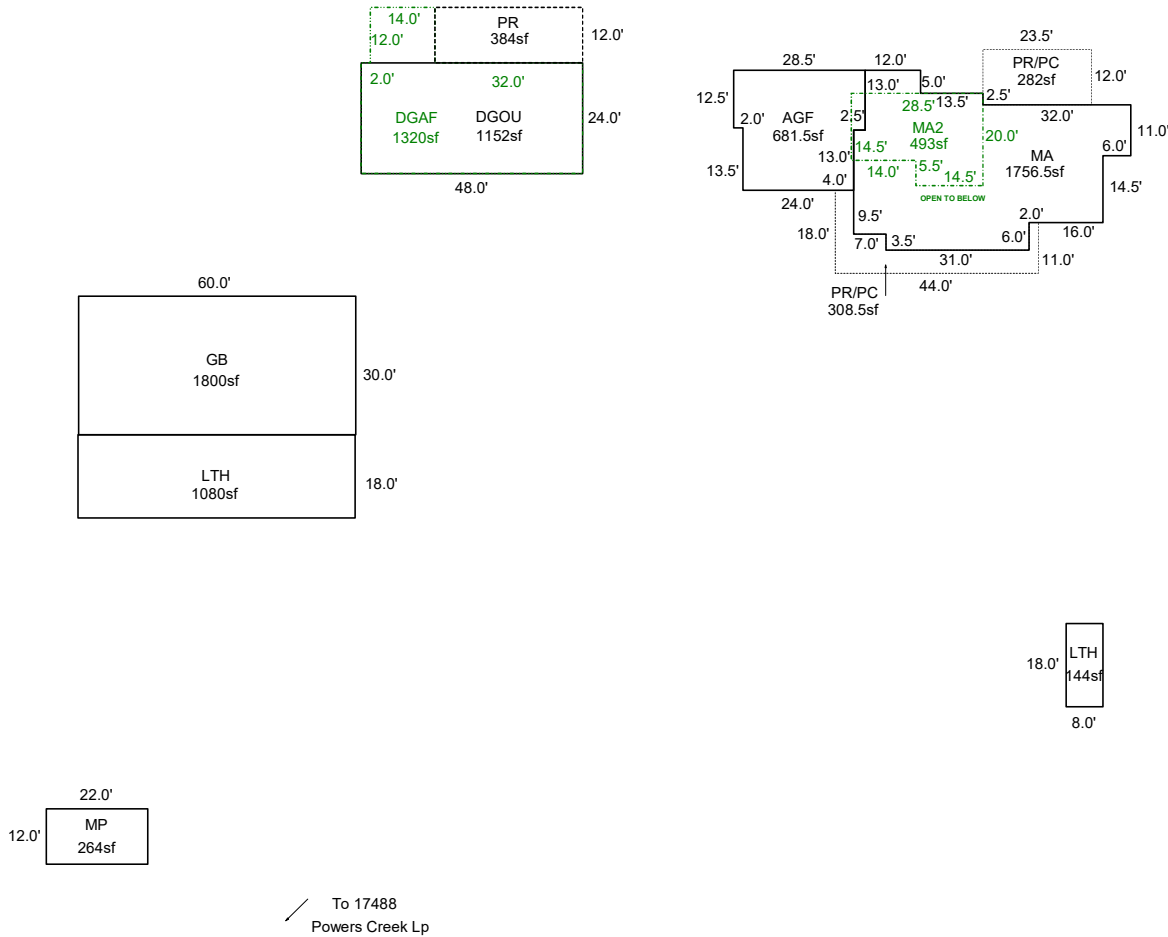 14.0'
12.0'
PR
384sf
12.0'
2.0'
32.0'
DGAF
1320sf
DGOU
1152sf
24.0'
48.0'
23.5'
PR/PC
282sf
12.0'
28.5'
12.0'
13.0'
5.0'
2.5'
12.5'
28.5'
13.5'
32.0'
11.0'
2.0'
AGF
681.5sf
2.5'
MA2
493sf
20.0'
14.5'
MA
1756.5sf
6.0'
13.5'
13.0'
14.0'
5.5'
14.5'
14.5'
4.0'
OPEN TO BELOW
24.0'
9.5'
2.0'
16.0'
18.0'
7.0'
3.5'
6.0'
31.0'
11.0'
44.0'
PR/PC
308.5sf
60.0'
GB
1800sf
30.0'
LTH
1080sf
18.0'
18.0'
LTH
144sf
8.0'
22.0'
12.0'
MP
264sf
To 17488
Powers Creek Lp